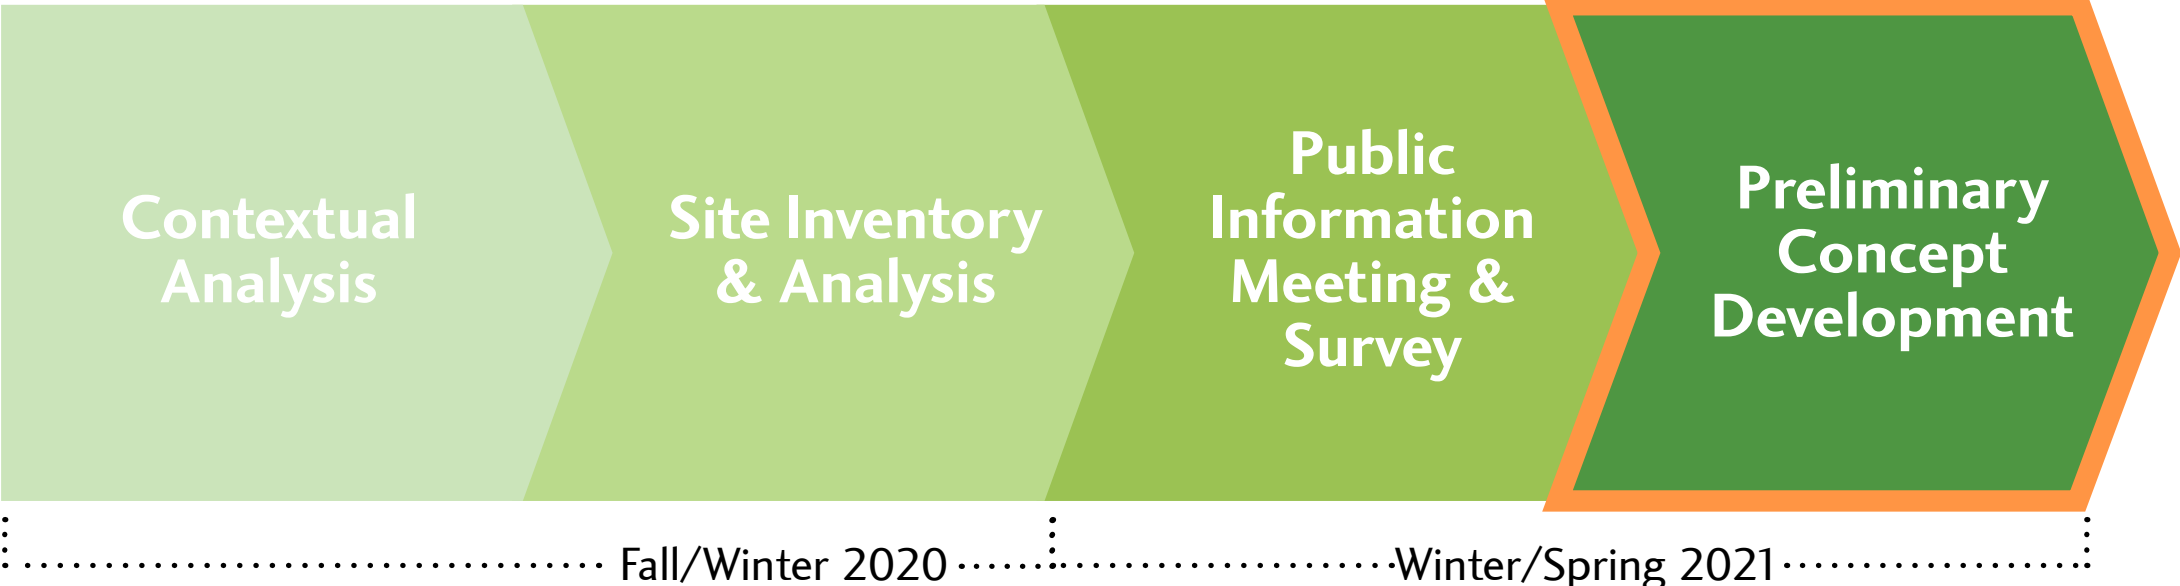 Contextual
Analysis
Site Inventory
& Analysis
Public
Information
Meeting &
Survey
Preliminary
Concept
Development
Fall/Winter 2020
Winter/Spring 2021